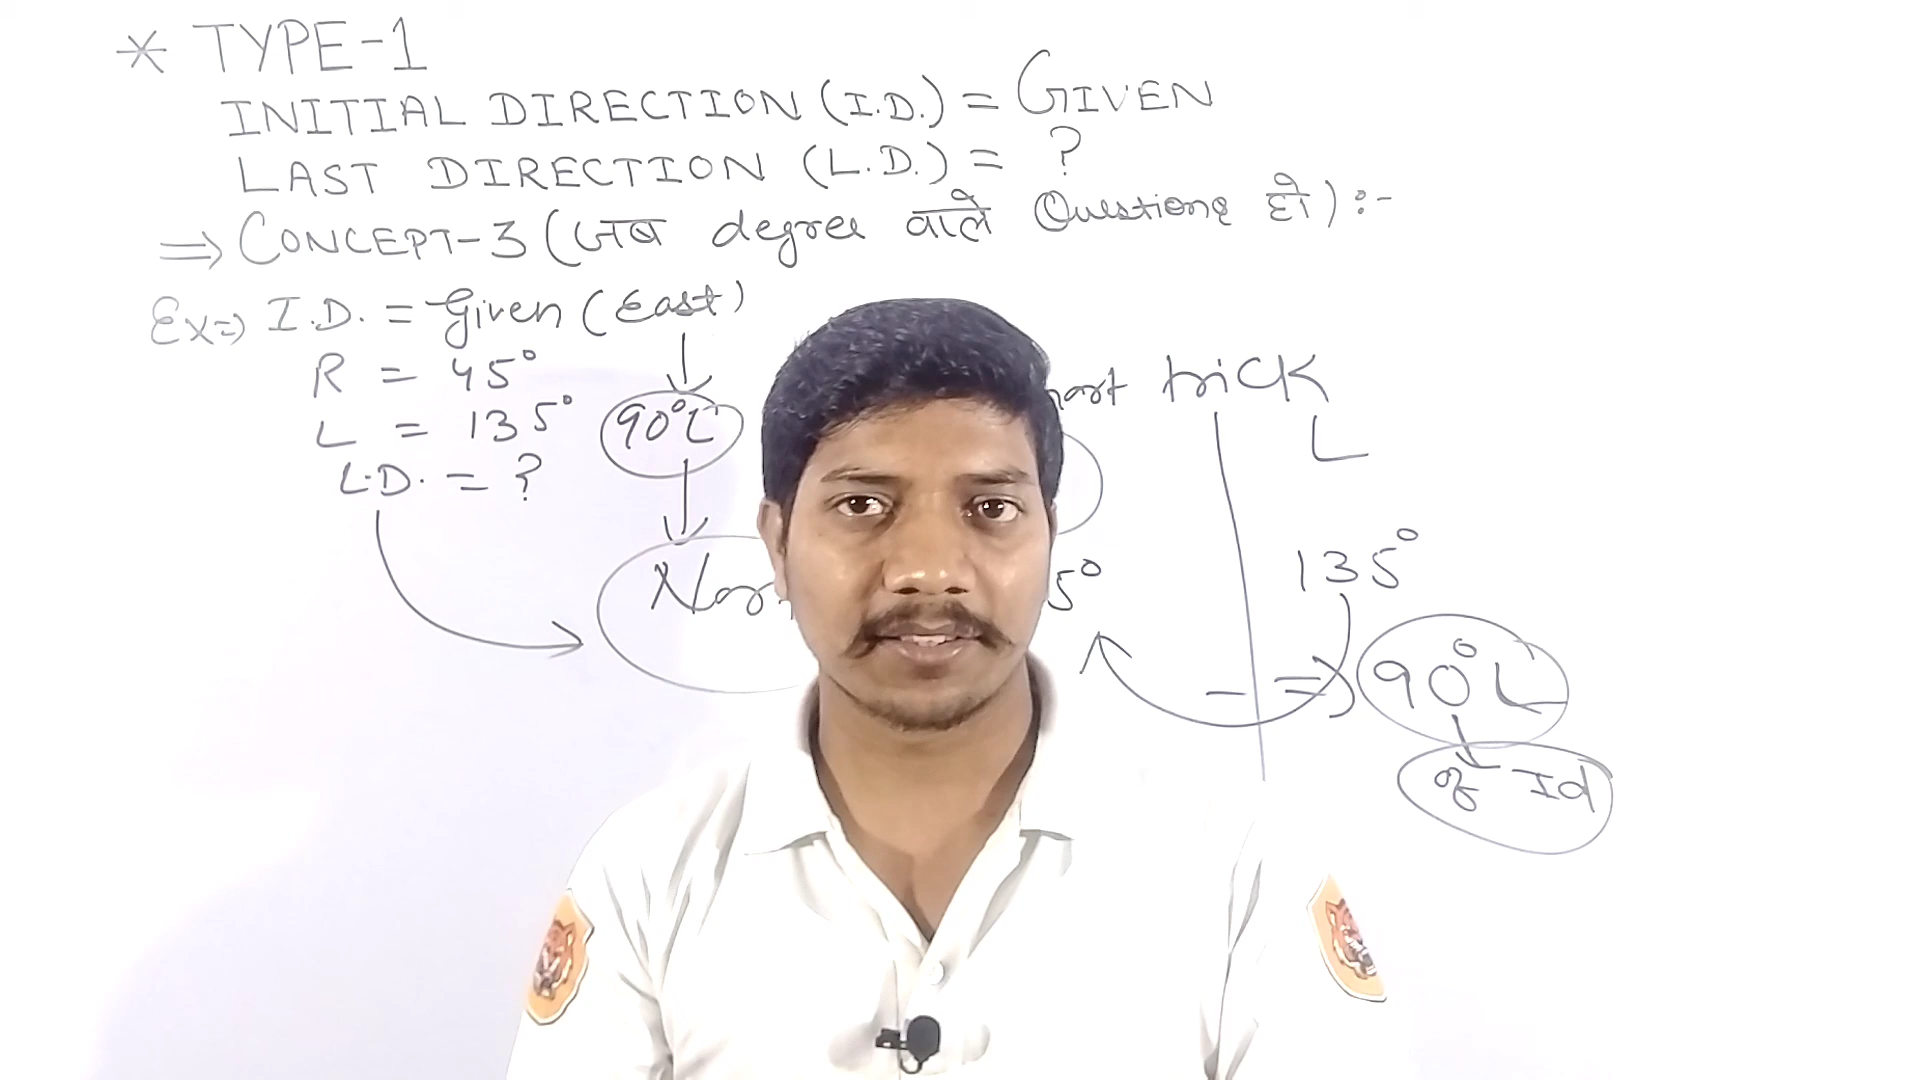 * TYPE-1
INITIAL DIRECTION (I.D.) = GIVEN
LAST DIRECTION (L.D.) = ?
⇒ CONCEPT-3 (जब degree वाले Questions हो) :-
Ex⇒ I.D. = Given (East)
R = 45°
L = 135°
L.D. = ?
90°L
trick
L
5°
135°
- ⇒ 90°L
of Id